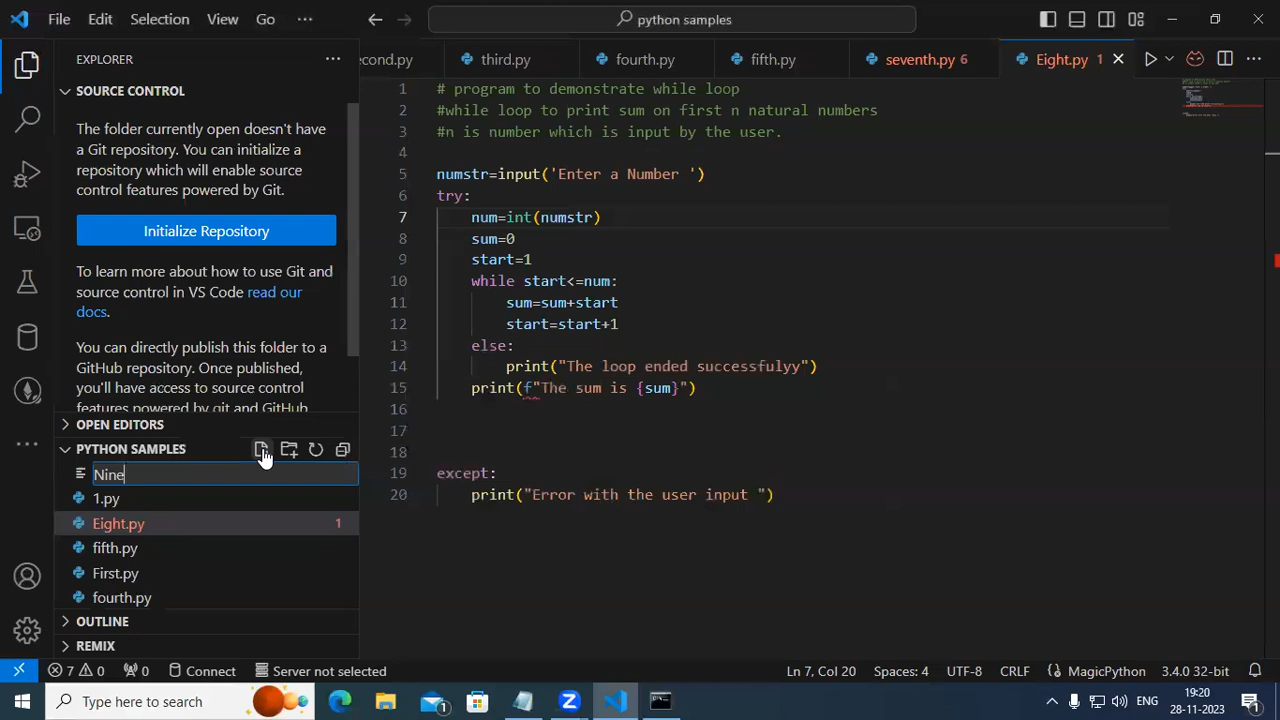 File Edit Selection View Go ··· python samples
EXPLORER ···
SOURCE CONTROL
The folder currently open doesn't have
a Git repository. You can initialize a
repository which will enable source
control features powered by Git.
Initialize Repository
To learn more about how to use Git and
source control in VS Code read our
docs.
You can directly publish this folder to a
GitHub repository. Once published,
you'll have access to source control
features powered by git and GitHub
OPEN EDITORS
PYTHON SAMPLES
Nine
1.py
Eight.py 1
fifth.py
First.py
fourth.py
OUTLINE
REMIX
econd.py third.py fourth.py fifth.py seventh.py 6 Eight.py 1
1 # program to demonstrate while loop
2 #while loop to print sum on first n natural numbers
3 #n is number which is input by the user.
4
5 numstr=input('Enter a Number ')
6 try:
7 num=int(numstr)
8 sum=0
9 start=1
10 while start<=num:
11 sum=sum+start
12 start=start+1
13 else:
14 print("The loop ended successfulyy")
15 print(f"The sum is {sum}")
16
17
18
19 except:
20 print("Error with the user input ")
7 0 0 Connect Server not selected Ln 7, Col 20 Spaces: 4 UTF-8 CRLF MagicPython 3.4.0 32-bit
Type here to search 1 ENG 19:20
28-11-2023 1